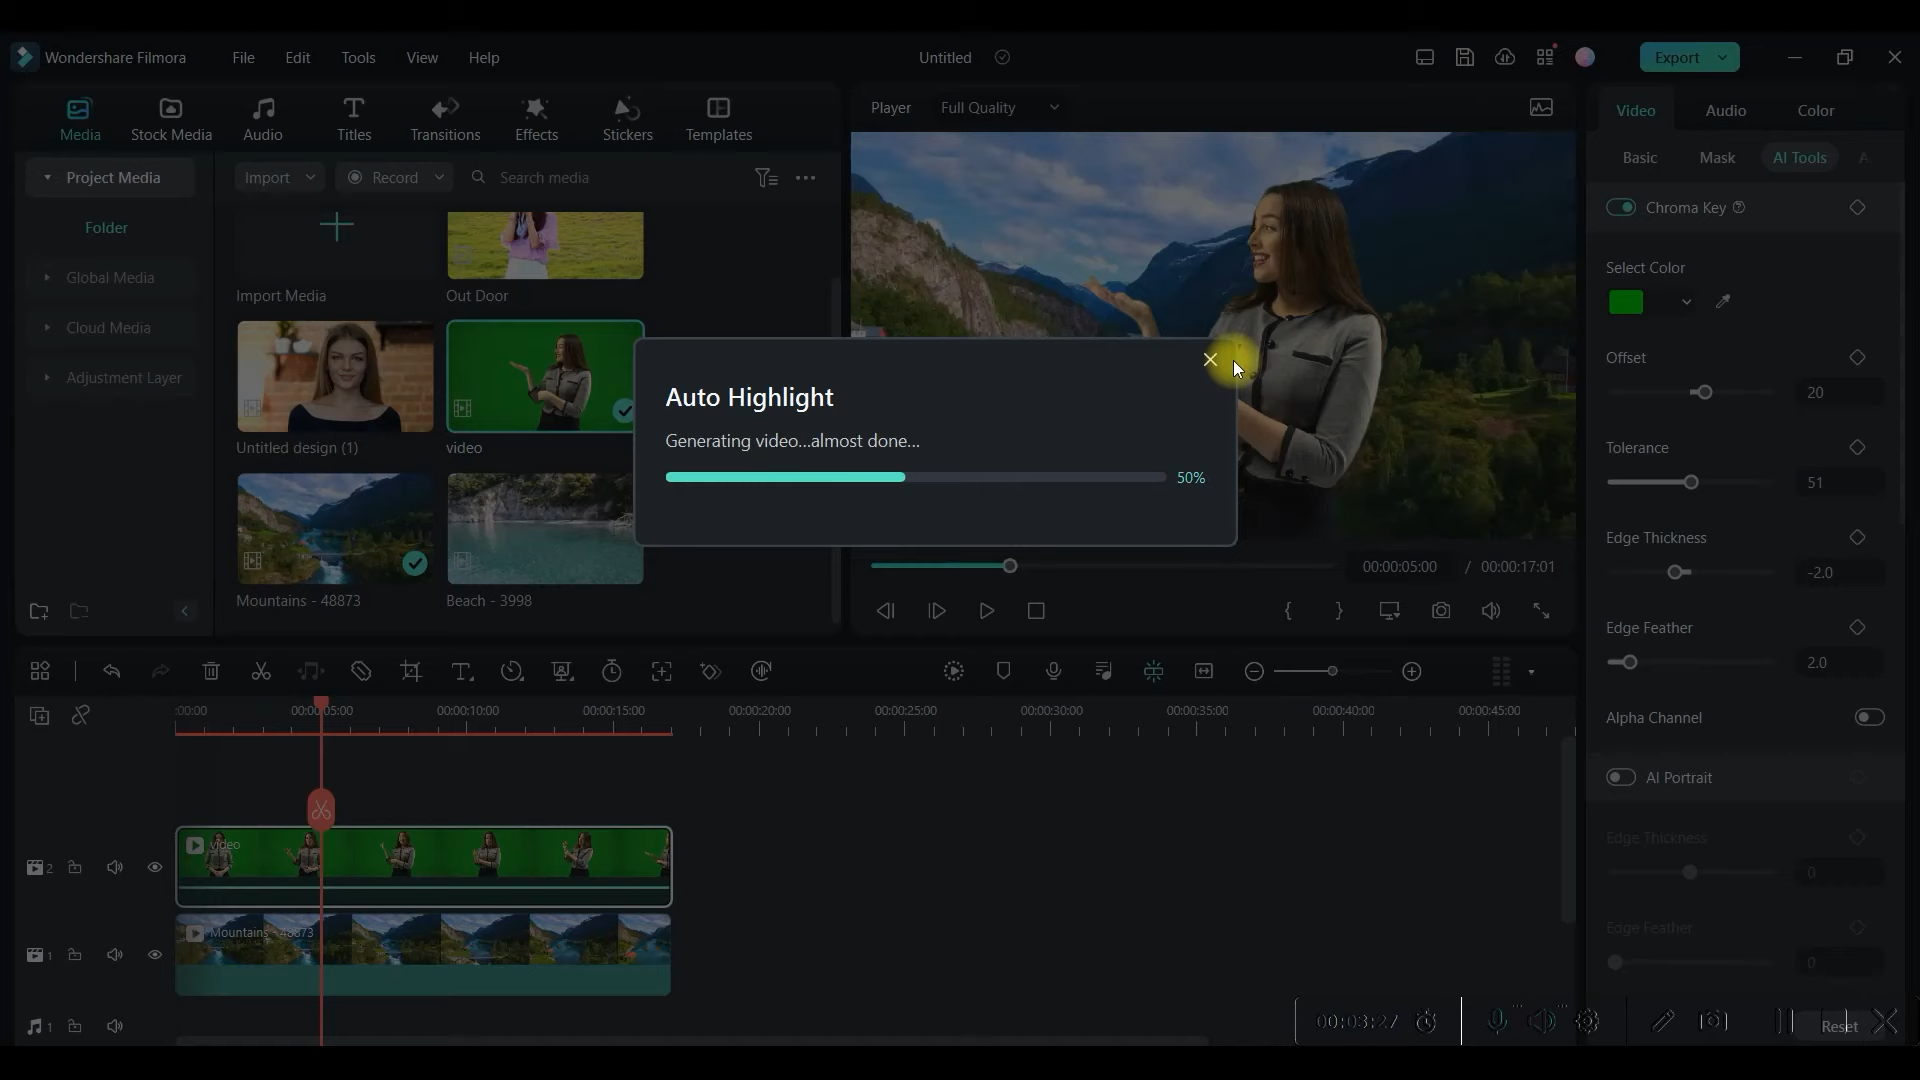 Wondershare Filmora File Edit Tools View Help Untitled Export
Media Stock Media Audio Titles Transitions Effects Stickers Templates
Player Full Quality
Video Audio Color
Basic Mask AI Tools A
Project Media
Import Record Search media
Folder
Global Media
Cloud Media
Adjustment Layer
Import Media Out Door
Untitled design (1) video
Mountains - 48873 Beach - 3998
Auto Highlight
Generating video...almost done...
50%
00:00:05:00 / 00:00:17:01
Chroma Key
Select Color
Offset
20
Tolerance
51
Edge Thickness
-2.0
Edge Feather
2.0
Alpha Channel
AI Portrait
Edge Thickness
0
Edge Feather
0
Reset
:00:00 00:00:05:00 00:00:10:00 00:00:15:00 00:00:20:00 00:00:25:00 00:00:30:00 00:00:35:00 00:00:40:00 00:00:45:00
video
2
Mountains - 48873
1
1
00:03:27